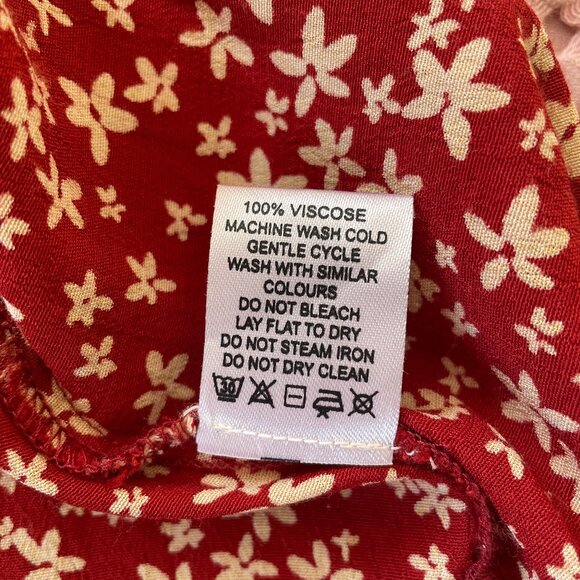 100% VISCOSE
MACHINE WASH COLD
GENTLE CYCLE
WASH WITH SIMILAR
COLOURS
DO NOT BLEACH
LAY FLAT TO DRY
DO NOT STEAM IRON
DO NOT DRY CLEAN
30